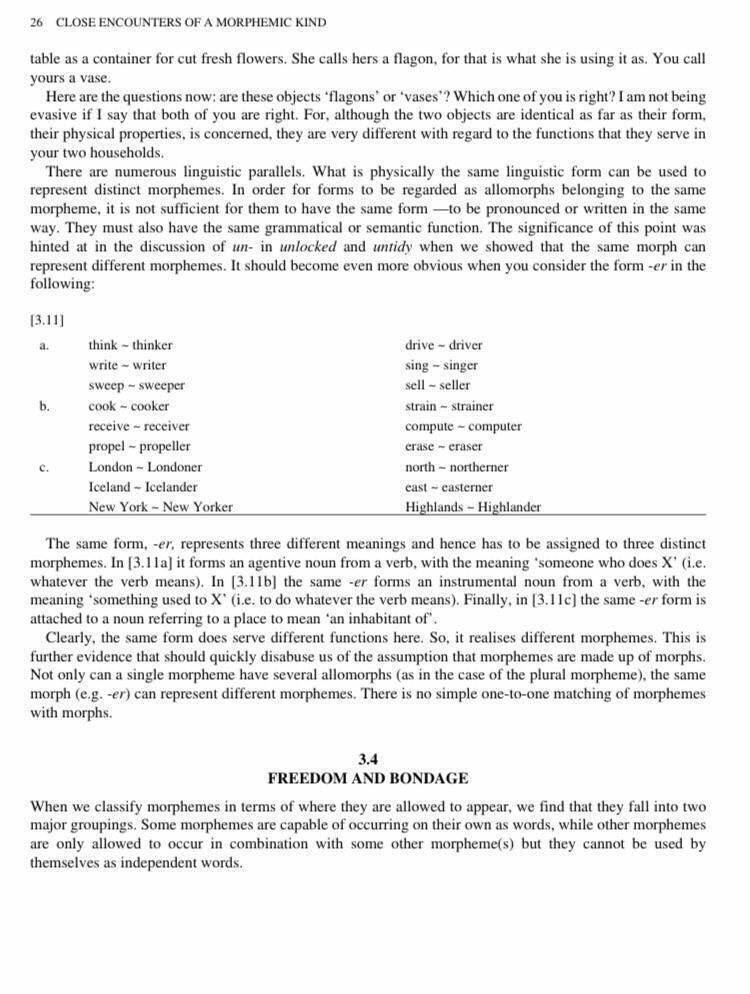 26 CLOSE ENCOUNTERS OF A MORPHEMIC KIND
table as a container for cut fresh flowers. She calls hers a flagon, for that is what she is using it as. You call
yours a vase.
Here are the questions now: are these objects ‘flagons’ or ‘vases’? Which one of you is right? I am not being
evasive if I say that both of you are right. For, although the two objects are identical as far as their form,
their physical properties, is concerned, they are very different with regard to the functions that they serve in
your two households.
There are numerous linguistic parallels. What is physically the same linguistic form can be used to
represent distinct morphemes. In order for forms to be regarded as allomorphs belonging to the same
morpheme, it is not sufficient for them to have the same form —to be pronounced or written in the same
way. They must also have the same grammatical or semantic function. The significance of this point was
hinted at in the discussion of un- in unlocked and untidy when we showed that the same morph can
represent different morphemes. It should become even more obvious when you consider the form -er in the
following:
[3.11]
a. think ~ thinker drive ~ driver
write ~ writer sing ~ singer
sweep ~ sweeper sell ~ seller
b. cook ~ cooker strain ~ strainer
receive ~ receiver compute ~ computer
propel ~ propeller erase ~ eraser
c. London ~ Londoner north ~ northerner
Iceland ~ Icelander east ~ easterner
New York ~ New Yorker Highlands ~ Highlander
The same form, -er, represents three different meanings and hence has to be assigned to three distinct
morphemes. In [3.11a] it forms an agentive noun from a verb, with the meaning ‘someone who does X’ (i.e.
whatever the verb means). In [3.11b] the same -er forms an instrumental noun from a verb, with the
meaning ‘something used to X’ (i.e. to do whatever the verb means). Finally, in [3.11c] the same -er form is
attached to a noun referring to a place to mean ‘an inhabitant of’.
Clearly, the same form does serve different functions here. So, it realises different morphemes. This is
further evidence that should quickly disabuse us of the assumption that morphemes are made up of morphs.
Not only can a single morpheme have several allomorphs (as in the case of the plural morpheme), the same
morph (e.g. -er) can represent different morphemes. There is no simple one-to-one matching of morphemes
with morphs.
3.4
FREEDOM AND BONDAGE
When we classify morphemes in terms of where they are allowed to appear, we find that they fall into two
major groupings. Some morphemes are capable of occurring on their own as words, while other morphemes
are only allowed to occur in combination with some other morpheme(s) but they cannot be used by
themselves as independent words.